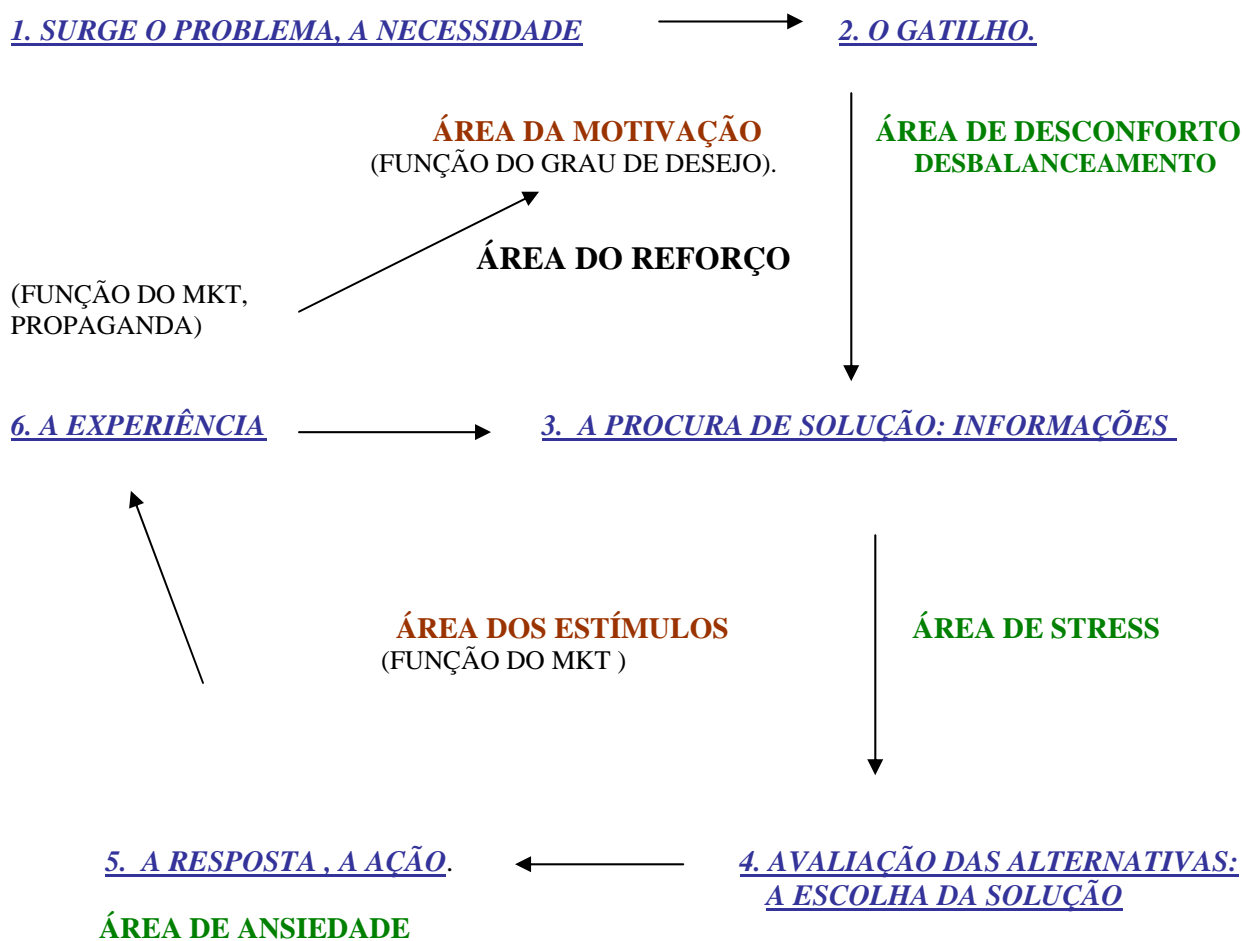 1. SURGE O PROBLEMA, A NECESSIDADE
2. O GATILHO.
ÁREA DA MOTIVAÇÃO
(FUNÇÃO DO GRAU DE DESEJO).
ÁREA DE DESCONFORTO
DESBALANCEAMENTO
ÁREA DO REFORÇO
(FUNÇÃO DO MKT,
PROPAGANDA)
6. A EXPERIÊNCIA
3. A PROCURA DE SOLUÇÃO: INFORMAÇÕES
ÁREA DOS ESTÍMULOS
(FUNÇÃO DO MKT )
ÁREA DE STRESS
5. A RESPOSTA , A AÇÃO.
4. AVALIAÇÃO DAS ALTERNATIVAS:
A ESCOLHA DA SOLUÇÃO
ÁREA DE ANSIEDADE